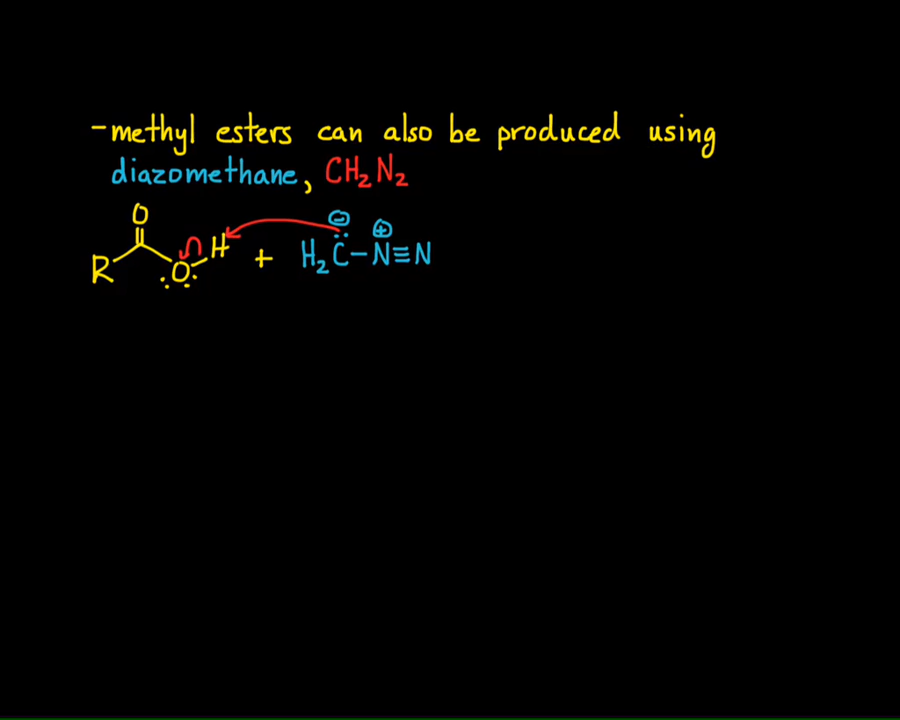 -methyl esters can also be produced using
diazomethane, CH₂N₂
O
R O H + H₂C̈⊖-N⊕≡N